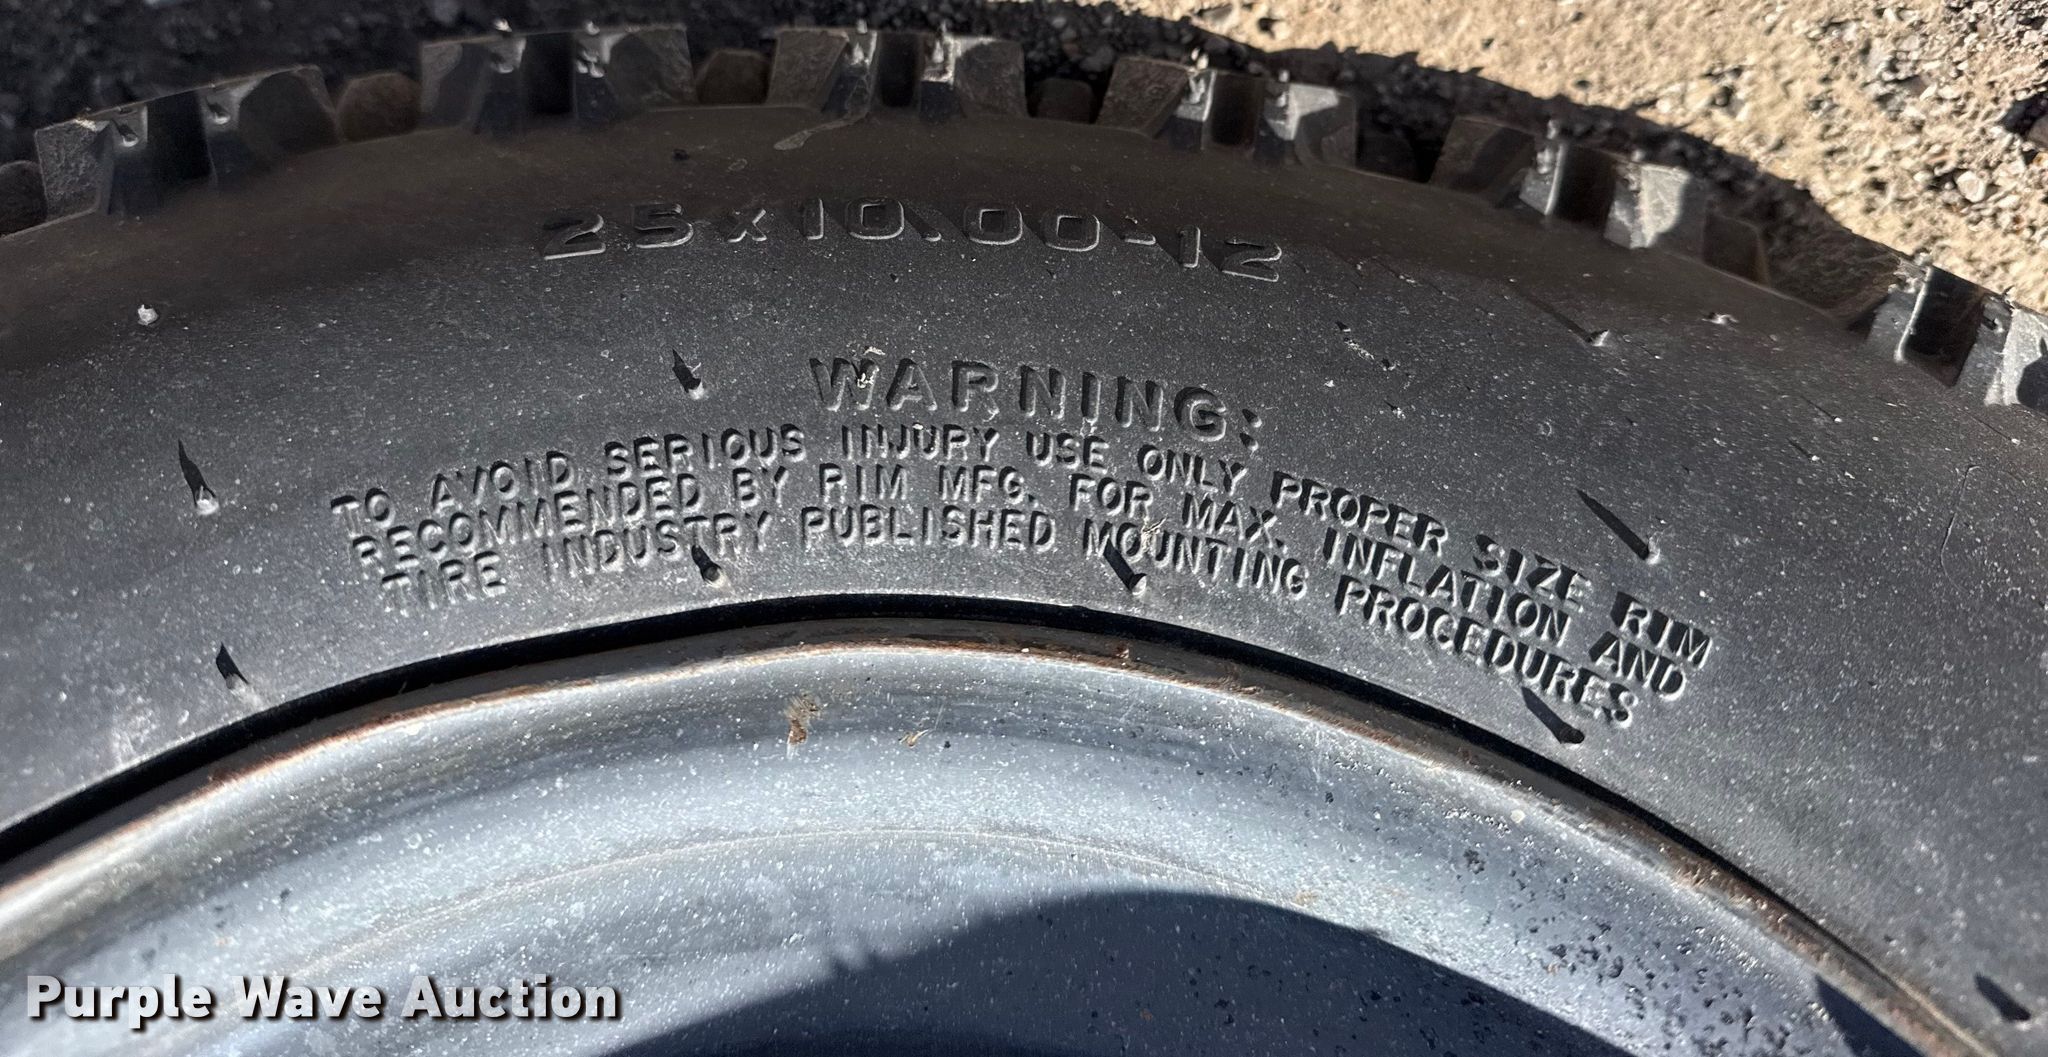 25x10.00-12
WARNING:
TO AVOID SERIOUS INJURY USE ONLY PROPER SIZE RIM
RECOMMENDED BY RIM MFG. FOR MAX. INFLATION AND
TIRE INDUSTRY PUBLISHED MOUNTING PROCEDURES
Purple Wave Auction